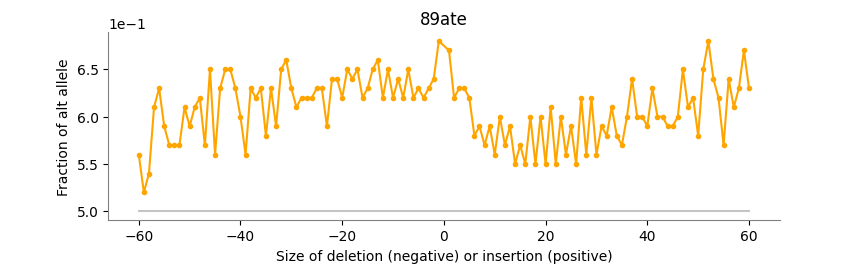 89ate
1e−1
Fraction of alt allele
6.5
6.0
5.5
5.0
−60 −40 −20 0 20 40 60
Size of deletion (negative) or insertion (positive)